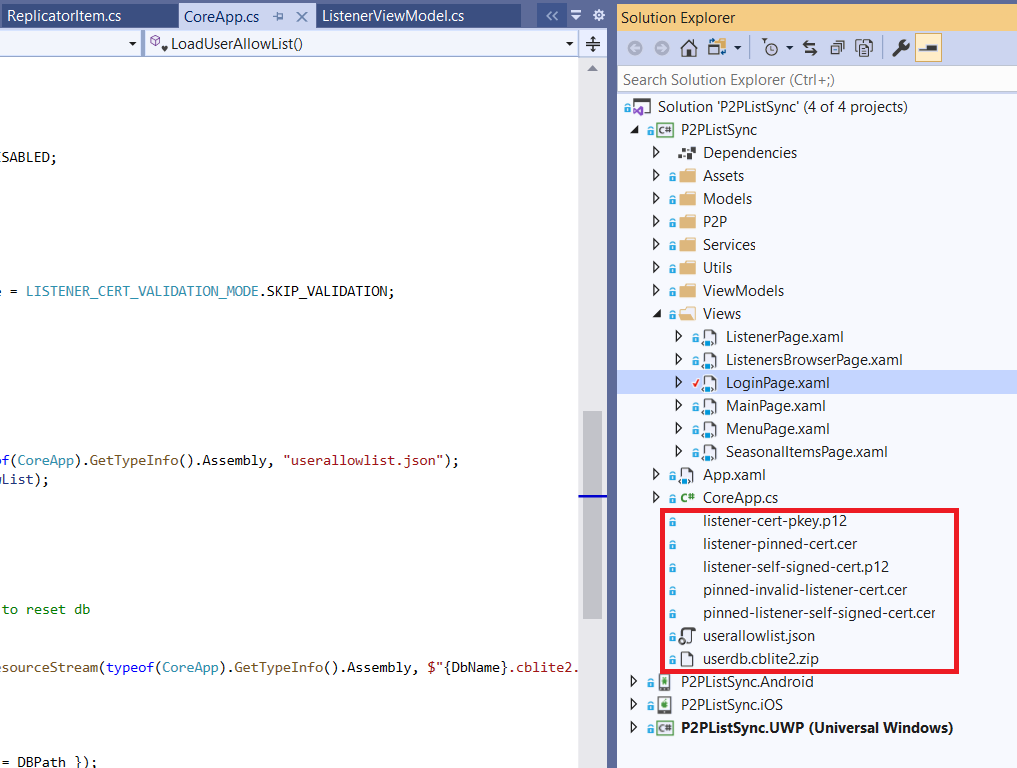 ReplicatorItem.cs CoreApp.cs ListenerViewModel.cs
LoadUserAllowList()
ISABLED;
= LISTENER_CERT_VALIDATION_MODE.SKIP_VALIDATION;
of(CoreApp).GetTypeInfo().Assembly, "userallowlist.json");
wList);
to reset db
esourceStream(typeof(CoreApp).GetTypeInfo().Assembly, $"{DbName}.cblite2.
= DBPath });
Solution Explorer
Search Solution Explorer (Ctrl+;)
Solution 'P2PListSync' (4 of 4 projects)
C# P2PListSync
Dependencies
Assets
Models
P2P
Services
Utils
ViewModels
Views
ListenerPage.xaml
ListenersBrowserPage.xaml
LoginPage.xaml
MainPage.xaml
MenuPage.xaml
SeasonalItemsPage.xaml
App.xaml
C# CoreApp.cs
listener-cert-pkey.p12
listener-pinned-cert.cer
listener-self-signed-cert.p12
pinned-invalid-listener-cert.cer
pinned-listener-self-signed-cert.cer
userallowlist.json
userdb.cblite2.zip
P2PListSync.Android
P2PListSync.iOS
C# P2PListSync.UWP (Universal Windows)